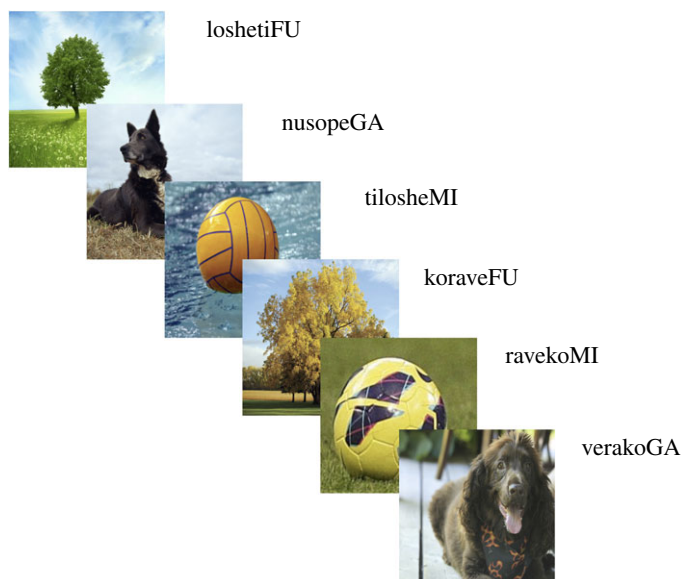 loshetiFU
nusopeGA
tilosheMI
koraveFU
ravekoMI
verakoGA